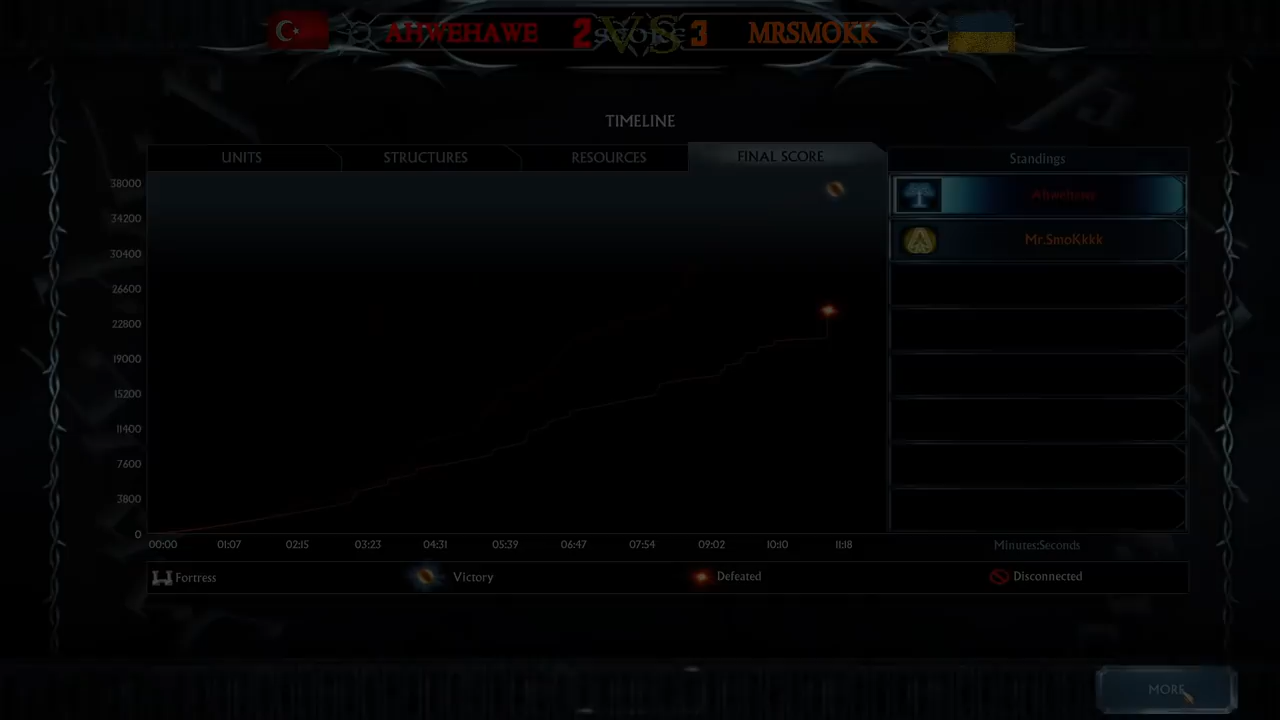 AHWEHAWE 2 VS SCORE 3 MRSMOKK
TIMELINE
UNITS STRUCTURES RESOURCES FINAL SCORE Standings
38000
34200
30400
26600
22800
19000
15200
11400
7600
3800
0
Ahwehawe
Mr.SmoKkkk
00:00 01:07 02:15 03:23 04:31 05:39 06:47 07:54 09:02 10:10 11:18 Minutes:Seconds
Fortress Victory Defeated Disconnected
MORE